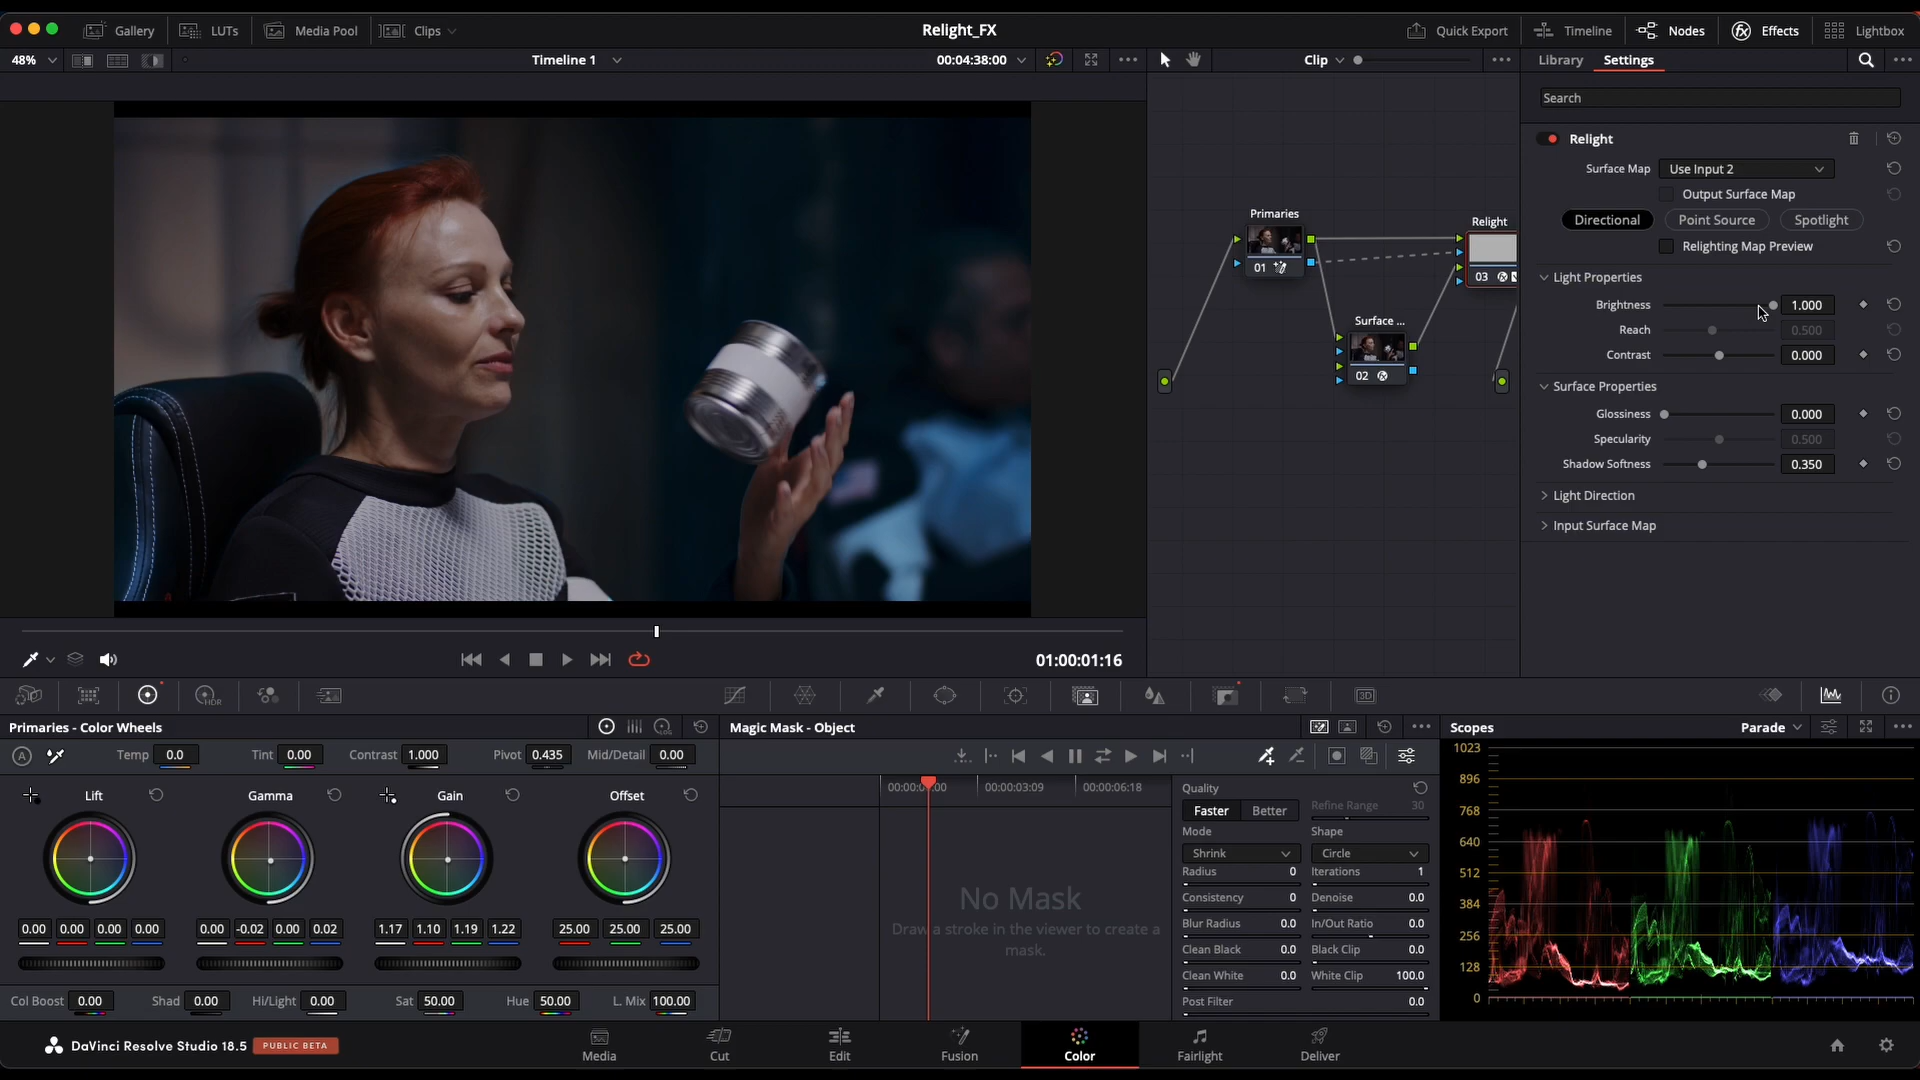 Gallery
LUTs
Media Pool
Clips
Relight_FX
Quick Export
Timeline
Nodes
Effects
Lightbox
48%
Timeline 1
00:04:38:00
Clip
Library
Settings
Search
Relight
Surface Map
Use Input 2
Output Surface Map
Directional
Point Source
Spotlight
Relighting Map Preview
Light Properties
Brightness
1.000
Reach
0.500
Contrast
0.000
Surface Properties
Glossiness
0.000
Specularity
0.500
Shadow Softness
0.350
Light Direction
Input Surface Map
Primaries
01
Relight
03
Surface ...
02
01:00:01:16
HDR
3D
Primaries - Color Wheels
LOG
A
Temp 0.0
Tint 0.00
Contrast 1.000
Pivot 0.435
Mid/Detail 0.00
Lift
Gamma
Gain
Offset
0.00 0.00 0.00 0.00
0.00 -0.02 0.00 0.02
1.17 1.10 1.19 1.22
25.00 25.00 25.00
Col Boost 0.00
Shad 0.00
Hi/Light 0.00
Sat 50.00
Hue 50.00
L. Mix 100.00
Magic Mask - Object
00:00:03:09
00:00:06:18
No Mask
Draw a stroke in the viewer to create a
mask.
Quality
Faster
Better
Refine Range 30
Mode
Shape
Shrink
Circle
Radius 0
Iterations 1
Consistency 0
Denoise 0.0
Blur Radius 0.0
In/Out Ratio 0.0
Clean Black 0.0
Black Clip 0.0
Clean White 0.0
White Clip 100.0
Post Filter 0.0
Scopes
Parade
1023
896
768
640
512
384
256
128
0
DaVinci Resolve Studio 18.5
PUBLIC BETA
Media
Cut
Edit
Fusion
Color
Fairlight
Deliver